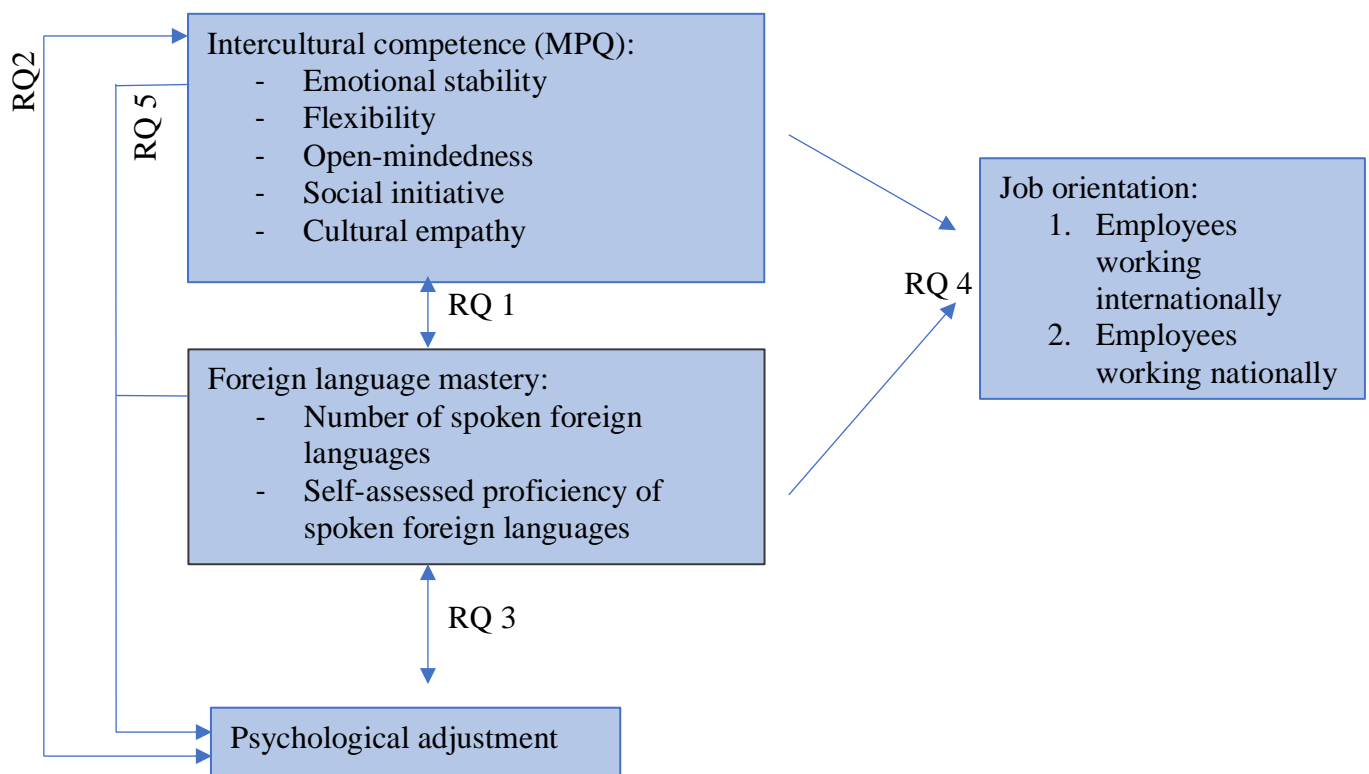 RQ2
RQ 5
Intercultural competence (MPQ):
- Emotional stability
- Flexibility
- Open-mindedness
- Social initiative
- Cultural empathy
RQ 1
Foreign language mastery:
- Number of spoken foreign
languages
- Self-assessed proficiency of
spoken foreign languages
RQ 3
Psychological adjustment
RQ 4
Job orientation:
1. Employees
working
internationally
2. Employees
working nationally